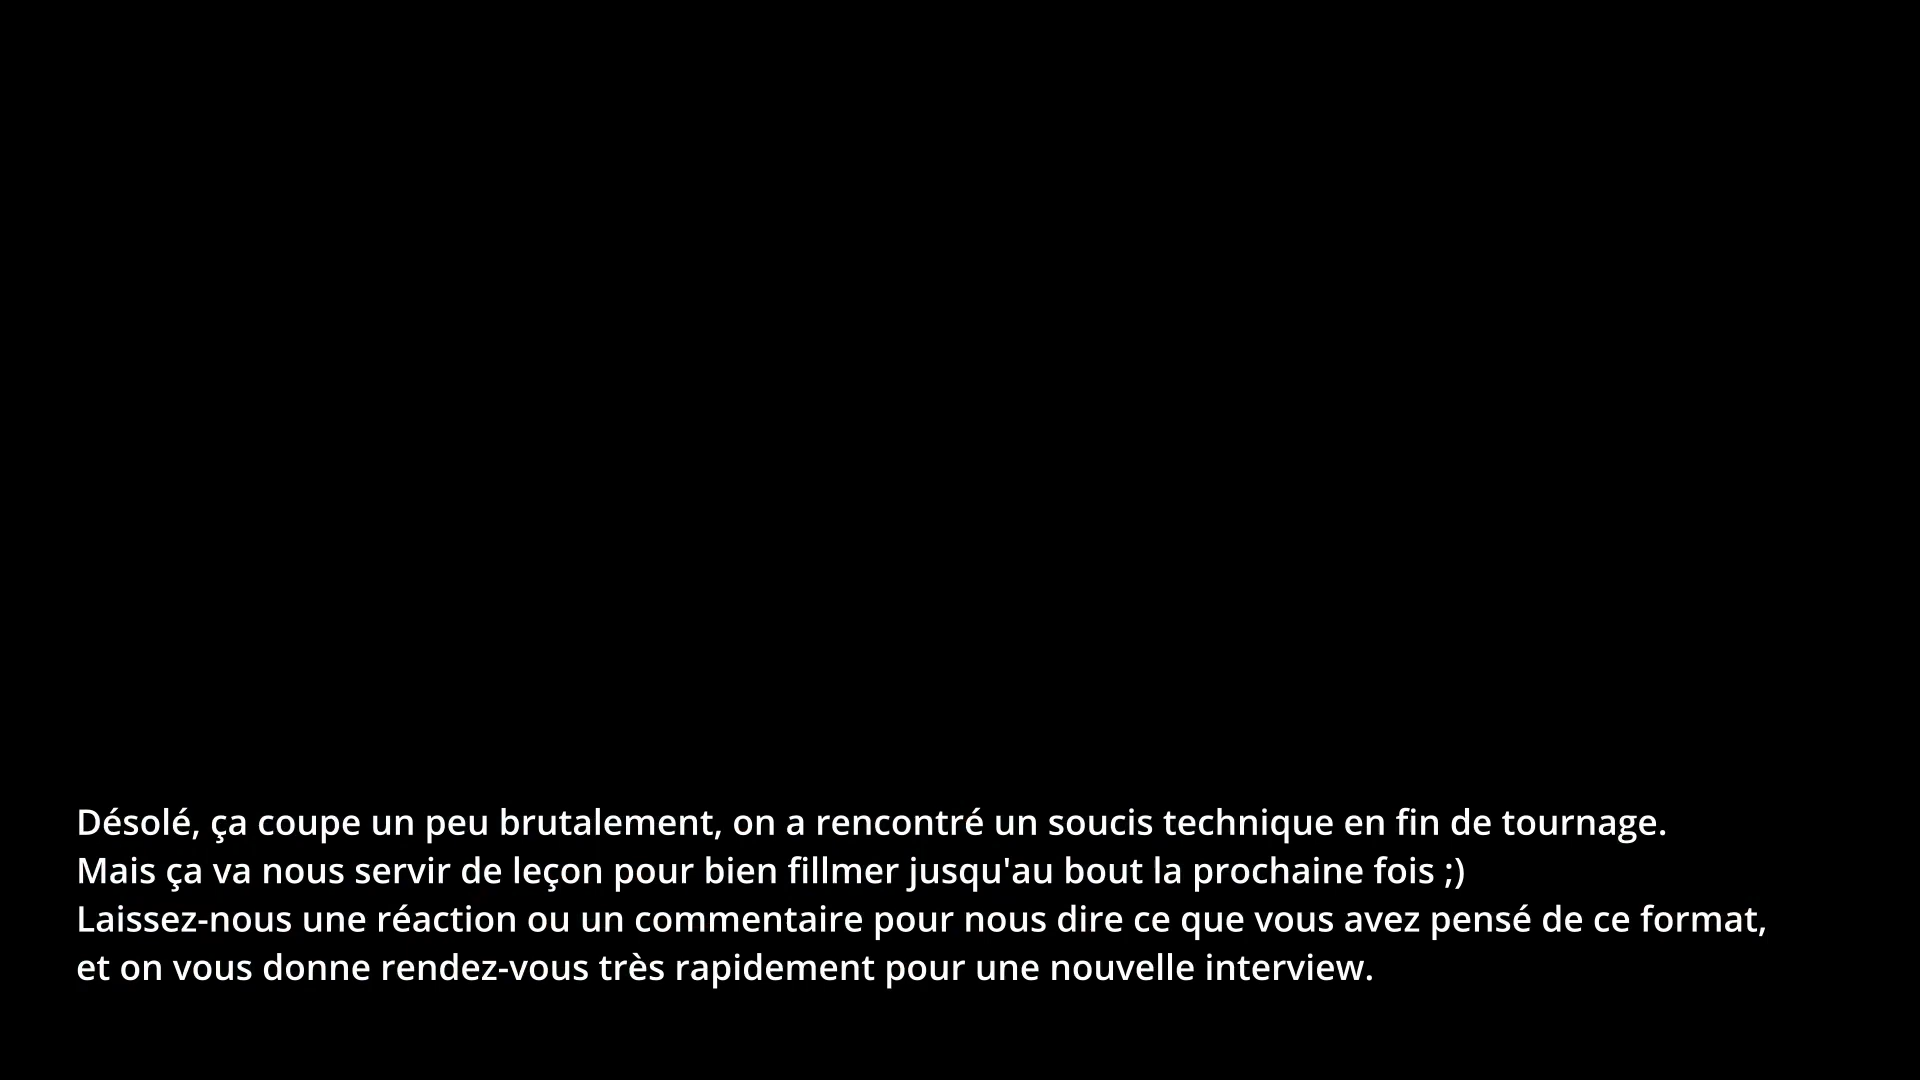 Désolé, ça coupe un peu brutalement, on a rencontré un soucis technique en fin de tournage.
Mais ça va nous servir de leçon pour bien fillmer jusqu'au bout la prochaine fois ;)
Laissez-nous une réaction ou un commentaire pour nous dire ce que vous avez pensé de ce format,
et on vous donne rendez-vous très rapidement pour une nouvelle interview.